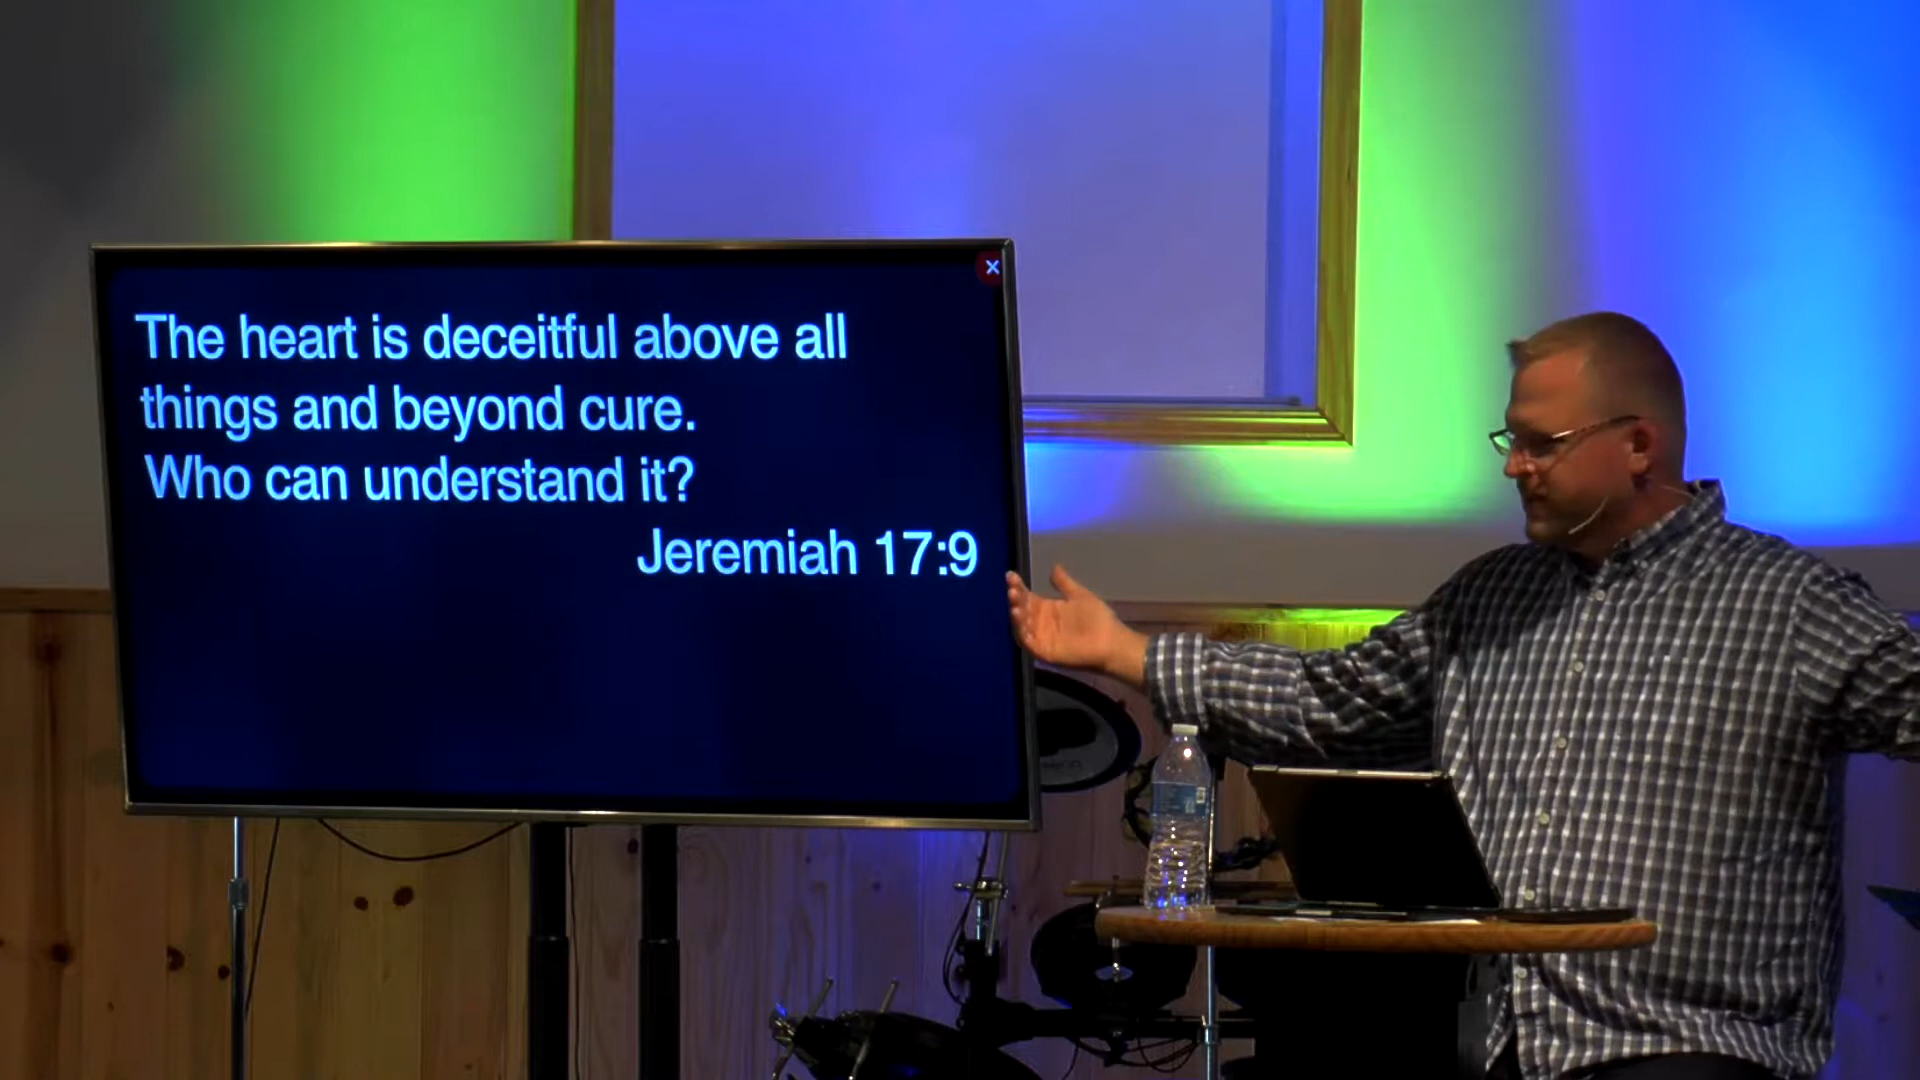 The heart is deceitful above all
things and beyond cure.
Who can understand it?
Jeremiah 17:9